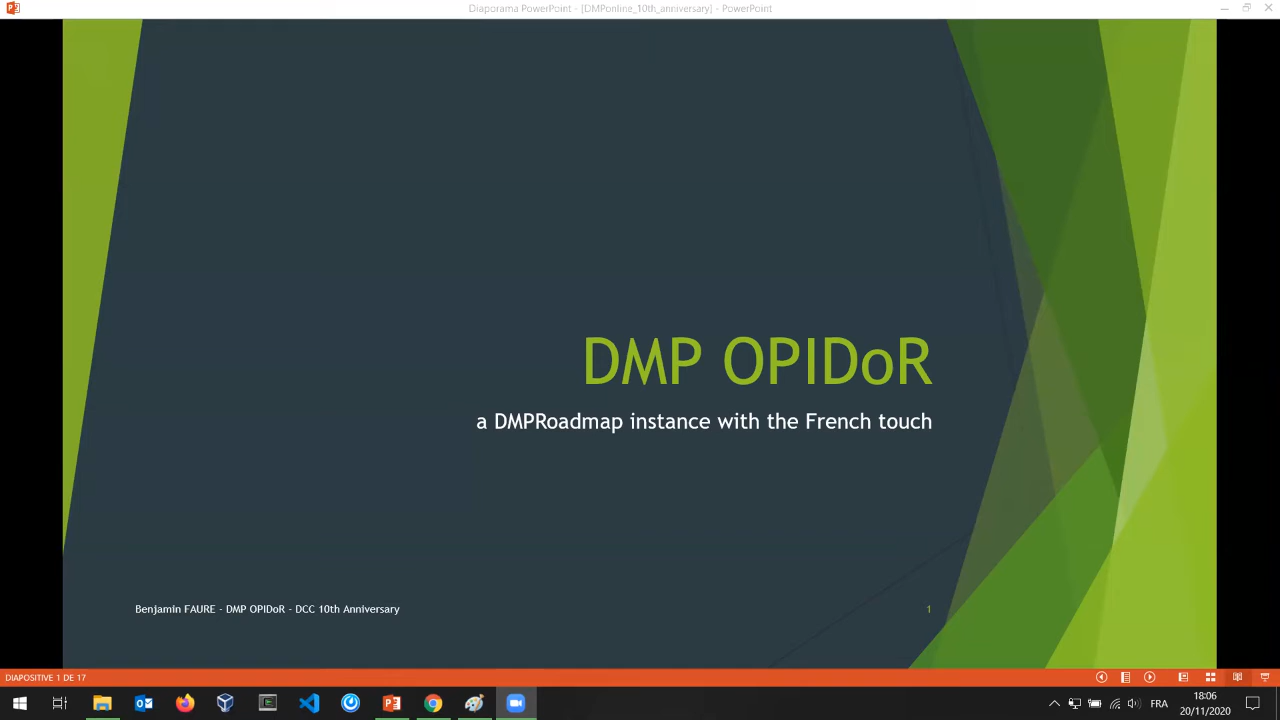 Diaporama PowerPoint - [DMPonline_10th_anniversary] - PowerPoint
DMP OPIDoR
a DMPRoadmap instance with the French touch
Benjamin FAURE - DMP OPIDoR - DCC 10th Anniversary
1
DIAPOSITIVE 1 DE 17
FRA
18:06
20/11/2020